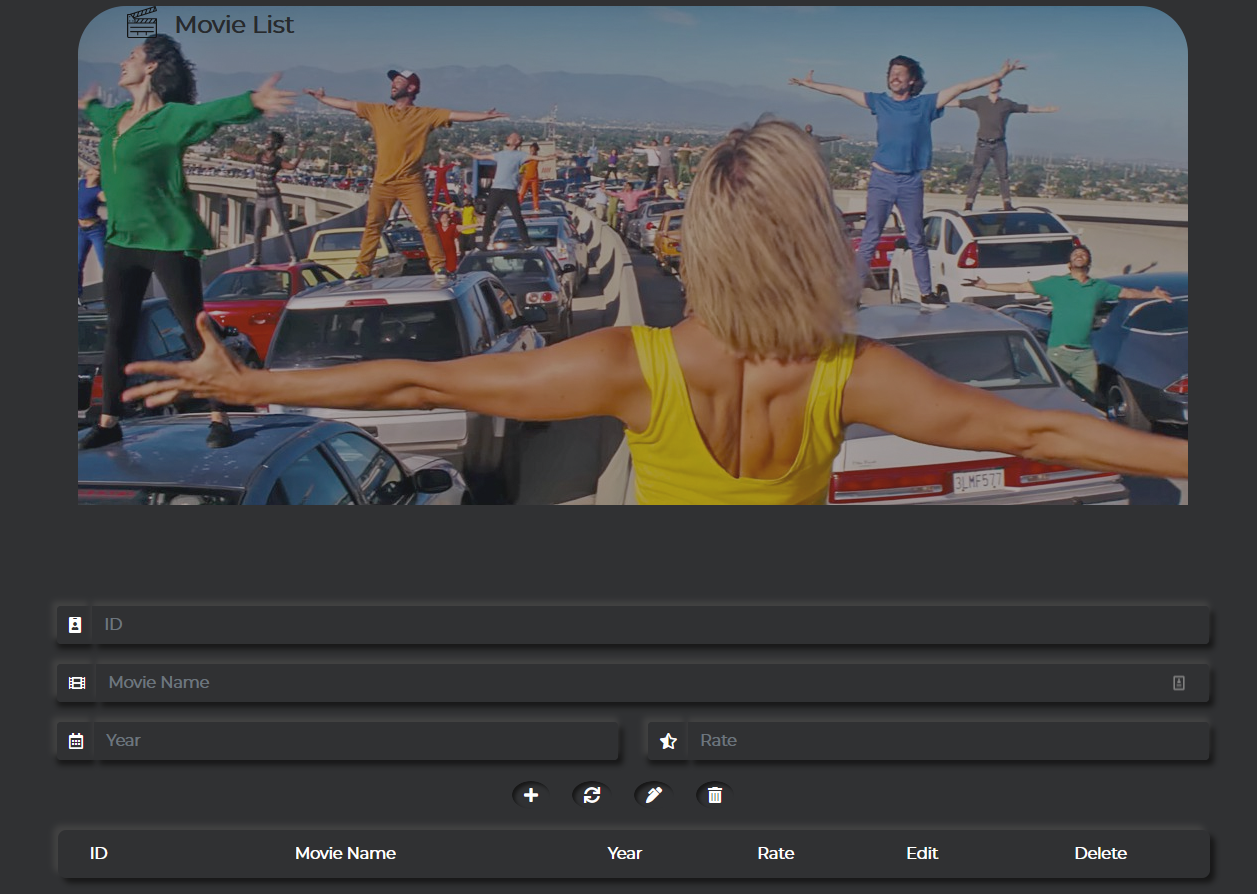 Movie List
3LMF577
ID
Movie Name
Year Rate
ID Movie Name Year Rate Edit Delete